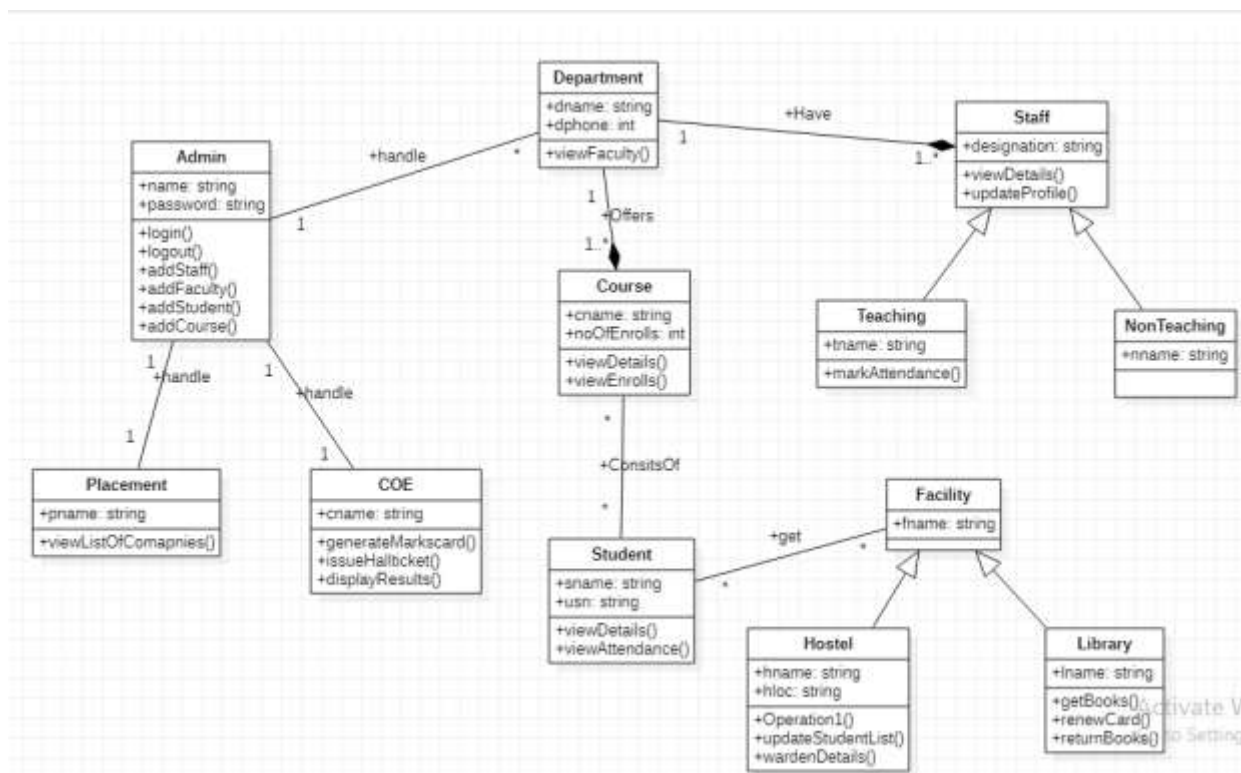 Department
+dname: string
+dphone: int
+viewFaculty()
+Have
1
1..*
Staff
+designation: string
+viewDetails()
+updateProfile()
Admin
+name: string
+password: string
+login()
+logout()
+addStaff()
+addFaculty()
+addStudent()
+addCourse()
+handle
1
*
1
+Offers
1..*
Course
+cname: string
+noOfEnrolls: int
+viewDetails()
+viewEnrolls()
Teaching
+tname: string
+markAttendance()
NonTeaching
+nname: string
1
+handle
1
1
+handle
1
Placement
+pname: string
+viewListOfComapnies()
COE
+cname: string
+generateMarkscard()
+issueHallticket()
+displayResults()
*
+ConsitsOf
*
Student
+sname: string
+usn: string
+viewDetails()
+viewAttendance()
+get
*
*
Facility
+fname: string
Hostel
+hname: string
+hloc: string
+Operation1()
+updateStudentList()
+wardenDetails()
Library
+lname: string
+getBooks()
+renewCard()
+returnBooks()
Activate W
to Setting